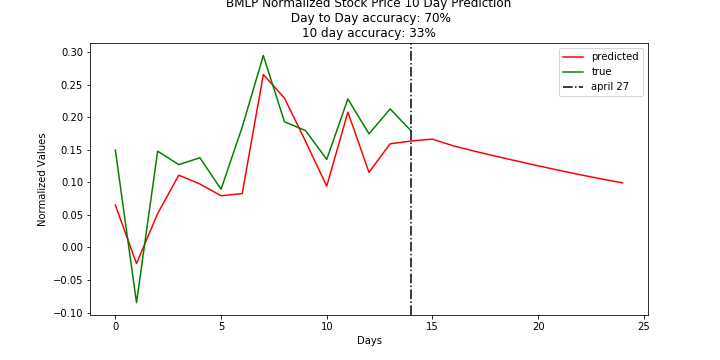 BMLP Normalized Stock Price 10 Day Prediction
Day to Day accuracy: 70%
10 day accuracy: 33%
predicted
true
april 27
Normalized Values
0.30
0.25
0.20
0.15
0.10
0.05
0.00
−0.05
−0.10
0
5
10
15
20
25
Days